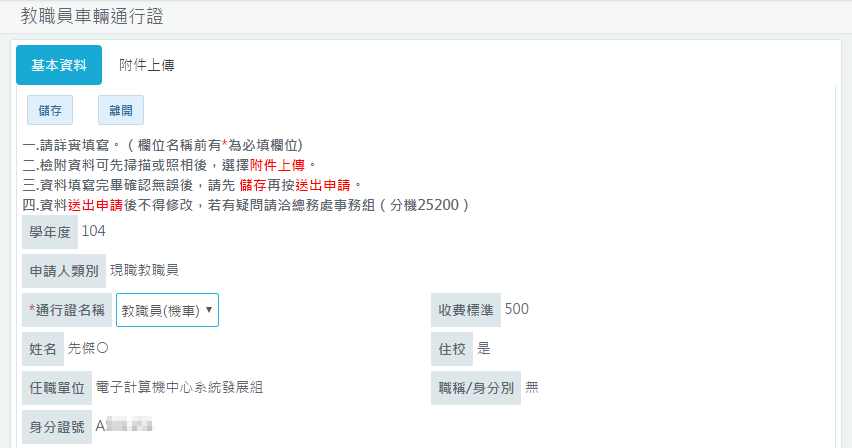 教職員車輛通行證
基本資料 附件上傳
儲存 離開
一.請詳實填寫。(欄位名稱前有*為必填欄位)
二.檢附資料可先掃描或照相後，選擇附件上傳。
三.資料填寫完畢確認無誤後，請先 儲存再按送出申請。
四.資料送出申請後不得修改，若有疑問請洽總務處事務組(分機25200)
學年度 104
申請人類別 現職教職員
*通行證名稱 教職員(機車) 收費標準 500
姓名 先傑〇 住校 是
任職單位 電子計算機中心系統發展組 職稱/身分別 無
身分證號